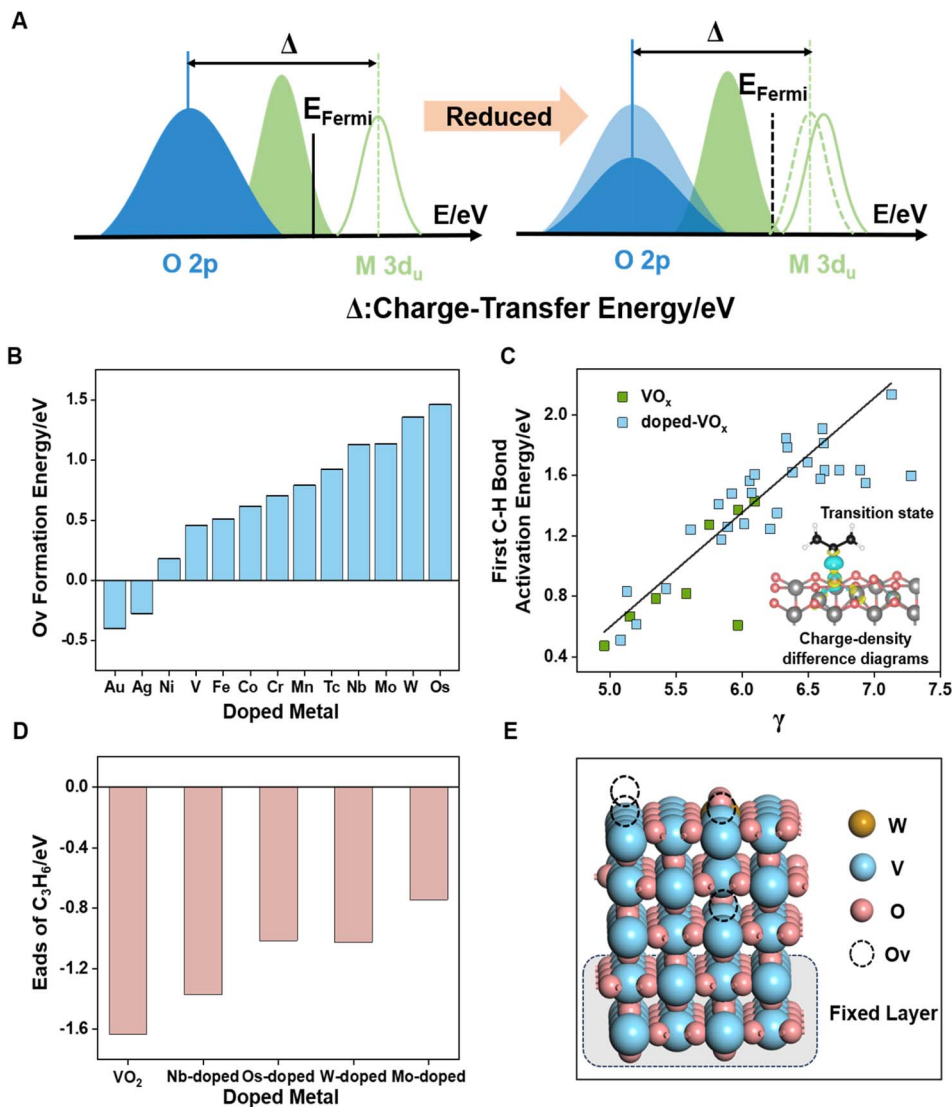 A
Δ
E_Fermi
E/eV
O 2p
M 3d_u
Reduced
Δ
E_Fermi
E/eV
O 2p
M 3d_u
Δ:Charge-Transfer Energy/eV
B
Ov Formation Energy/eV
1.5
1.0
0.5
0.0
-0.5
Au Ag Ni V Fe Co Cr Mn Tc Nb Mo W Os
Doped Metal
C
First C-H Bond
Activation Energy/eV
2.0
1.6
1.2
0.8
0.4
VOₓ
doped-VOₓ
Transition state
Charge-density
difference diagrams
5.0 5.5 6.0 6.5 7.0 7.5
γ
D
Eads of C₃H₆/eV
0.0
-0.4
-0.8
-1.2
-1.6
VO₂ Nb-doped Os-doped W-doped Mo-doped
Doped Metal
E
W
V
O
Ov
Fixed Layer